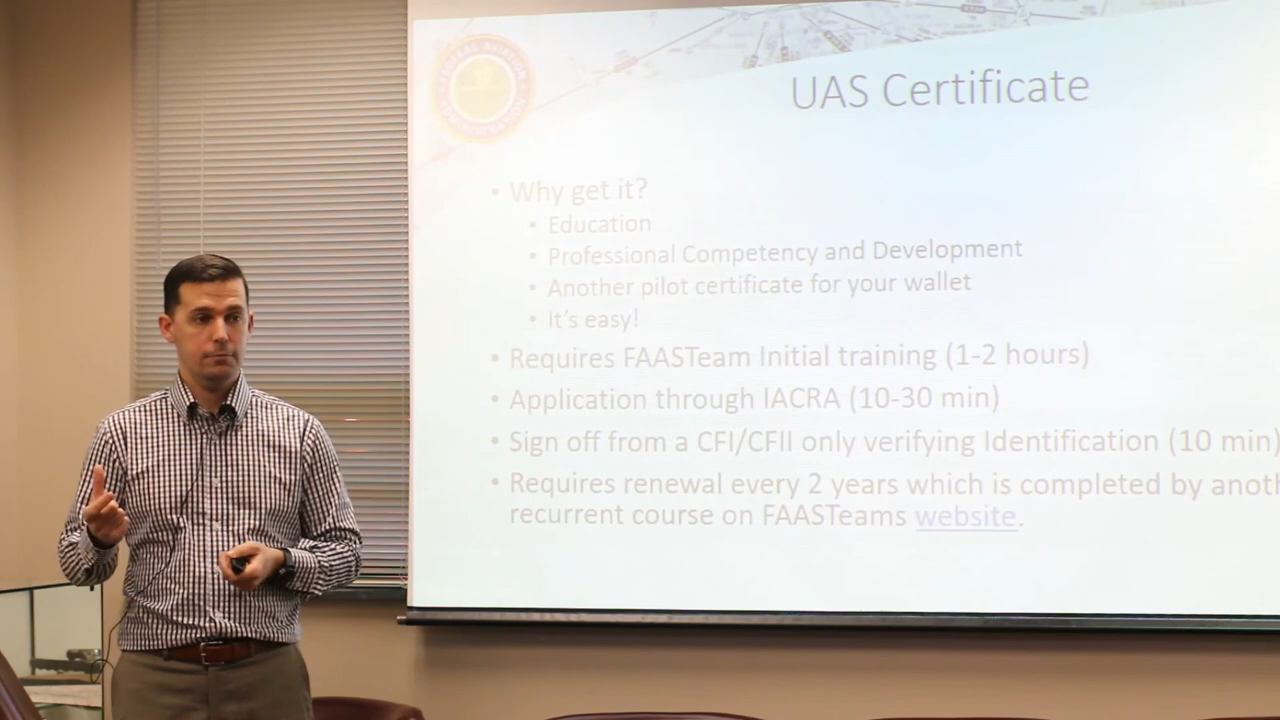 UAS Certificate
• Why get it?
• Education
• Professional Competency and Development
• Another pilot certificate for your wallet
• It's easy!
• Requires FAASTeam Initial training (1-2 hours)
• Application through IACRA (10-30 min)
• Sign off from a CFI/CFII only verifying Identification (10 min)
• Requires renewal every 2 years which is completed by anoth
recurrent course on FAASTeams website.